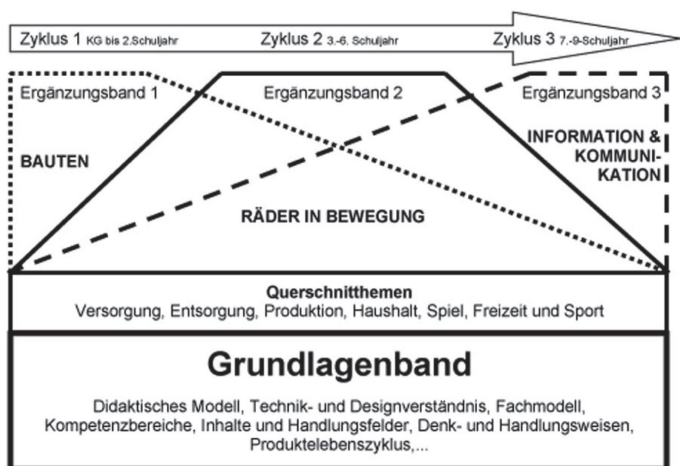 Zyklus 1 KG bis 2.Schuljahr Zyklus 2 3.-6. Schuljahr Zyklus 3 7.-9-Schuljahr
Ergänzungsband 1 Ergänzungsband 2 Ergänzungsband 3
BAUTEN
INFORMATION &
KOMMUNI-
KATION
RÄDER IN BEWEGUNG
Querschnitthemen
Versorgung, Entsorgung, Produktion, Haushalt, Spiel, Freizeit und Sport
Grundlagenband
Didaktisches Modell, Technik- und Designverständnis, Fachmodell,
Kompetenzbereiche, Inhalte und Handlungsfelder, Denk- und Handlungsweisen,
Produktelebenszyklus,...